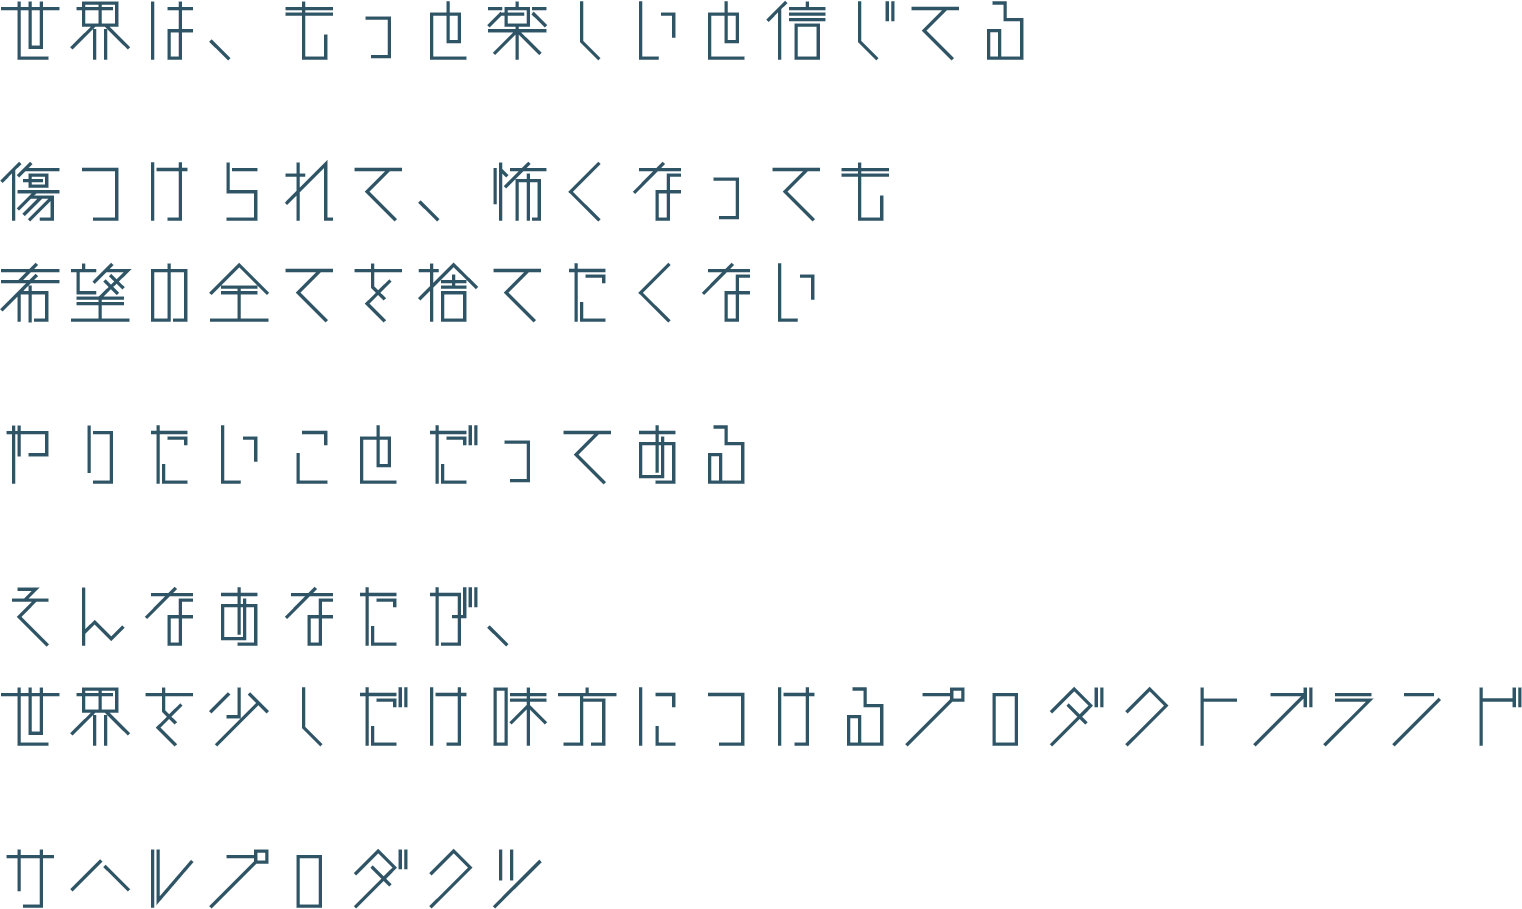 世界は、もっと楽しいと信じてる
傷つけられて、怖くなっても
希望の全てを捨てたくない
やりたいことだってある
そんなあなたが、
世界を少しだけ味方につけるプロダクトブランド
サヘルプロダクツ